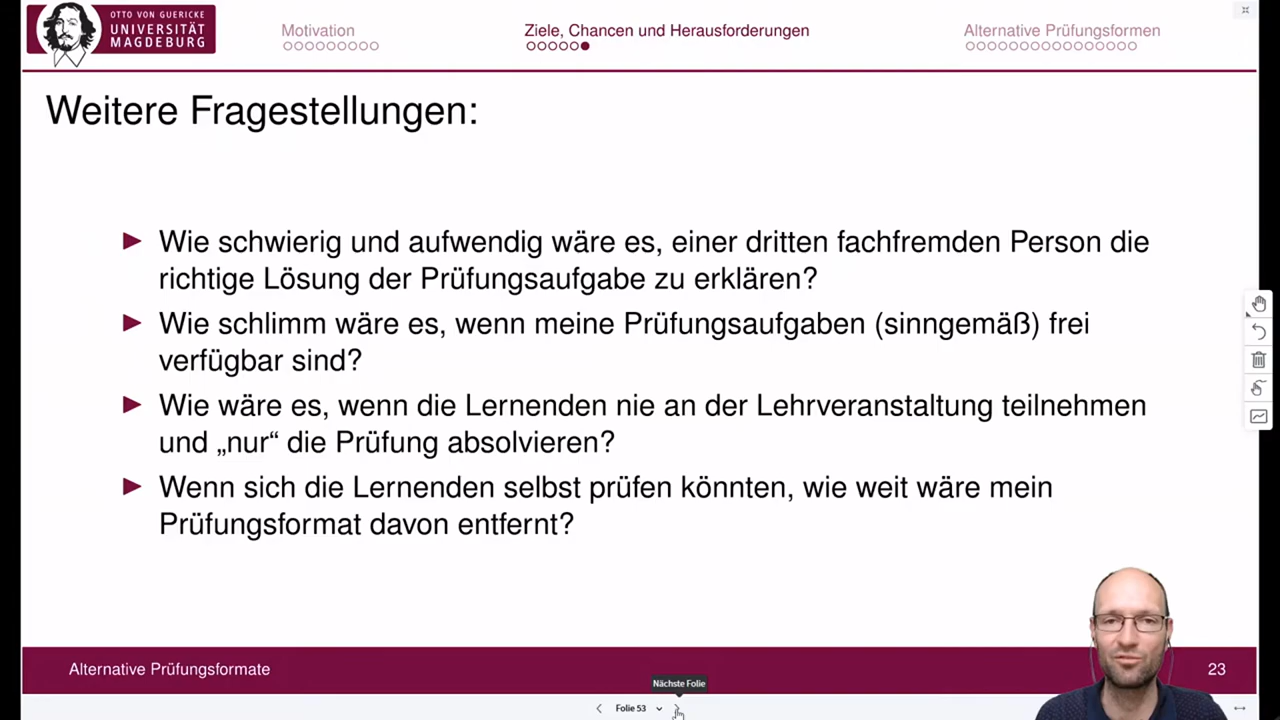 OTTO VON GUERICKE
UNIVERSITÄT
MAGDEBURG
Motivation
Ziele, Chancen und Herausforderungen
Alternative Prüfungsformen
Weitere Fragestellungen:
Wie schwierig und aufwendig wäre es, einer dritten fachfremden Person die
richtige Lösung der Prüfungsaufgabe zu erklären?
Wie schlimm wäre es, wenn meine Prüfungsaufgaben (sinngemäß) frei
verfügbar sind?
Wie wäre es, wenn die Lernenden nie an der Lehrveranstaltung teilnehmen
und „nur“ die Prüfung absolvieren?
Wenn sich die Lernenden selbst prüfen könnten, wie weit wäre mein
Prüfungsformat davon entfernt?
Alternative Prüfungsformate
23
Nächste Folie
Folie 53